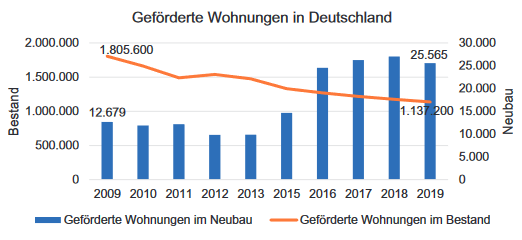 Geförderte Wohnungen in Deutschland
2.000.000 30.000
1.805.600 25.565
25.000
1.500.000
20.000
1.000.000 12.679 1.137.200 15.000
10.000
500.000
5.000
0 0
Bestand
Neubau
2009 2010 2011 2012 2013 2015 2016 2017 2018 2019
Geförderte Wohnungen im Neubau Geförderte Wohnungen im Bestand